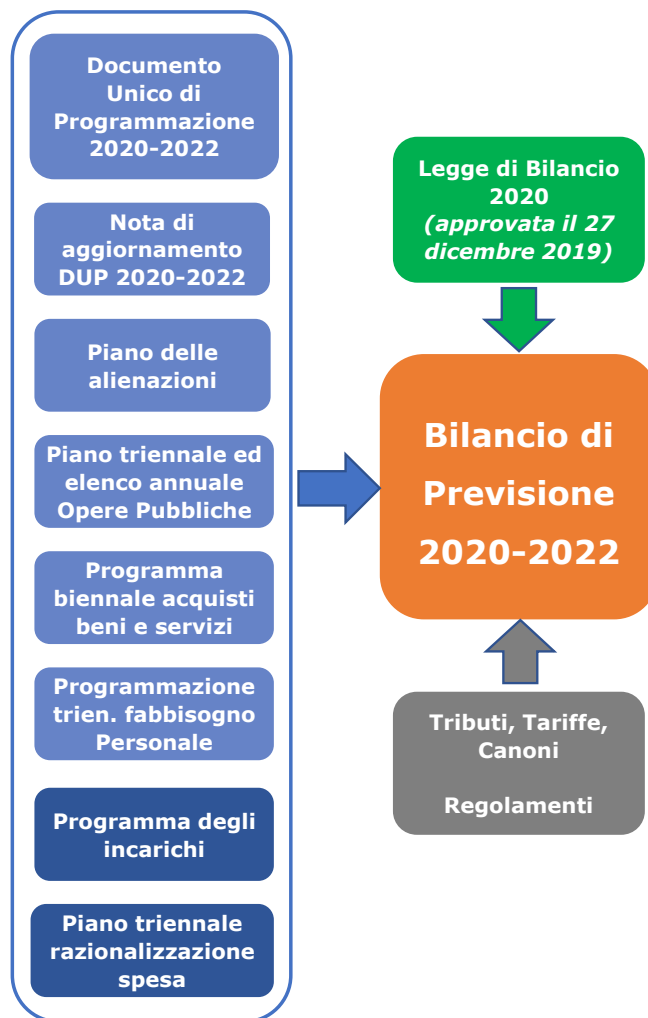 Documento
Unico di
Programmazione
2020-2022
Nota di
aggiornamento
DUP 2020-2022
Piano delle
alienazioni
Piano triennale ed
elenco annuale
Opere Pubbliche
Programma
biennale acquisti
beni e servizi
Programmazione
trien. fabbisogno
Personale
Programma degli
incarichi
Piano triennale
razionalizzazione
spesa
Legge di Bilancio
2020
(approvata il 27
dicembre 2019)
Bilancio di
Previsione
2020-2022
Tributi, Tariffe,
Canoni
Regolamenti